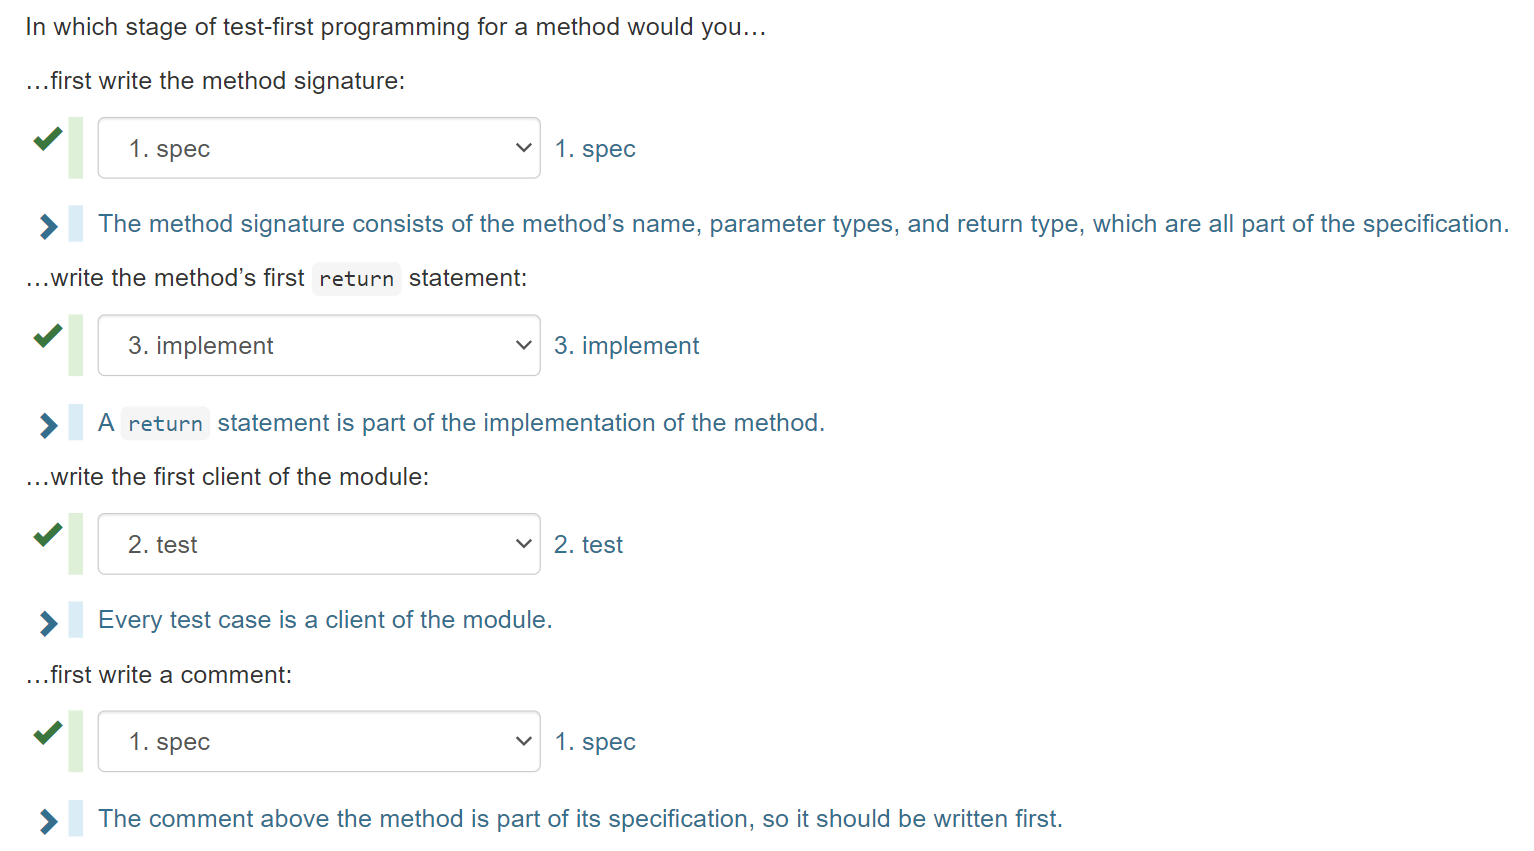 In which stage of test-first programming for a method would you…
…first write the method signature:
1. spec 1. spec
The method signature consists of the method’s name, parameter types, and return type, which are all part of the specification.
…write the method’s first return statement:
3. implement 3. implement
A return statement is part of the implementation of the method.
…write the first client of the module:
2. test 2. test
Every test case is a client of the module.
…first write a comment:
1. spec 1. spec
The comment above the method is part of its specification, so it should be written first.